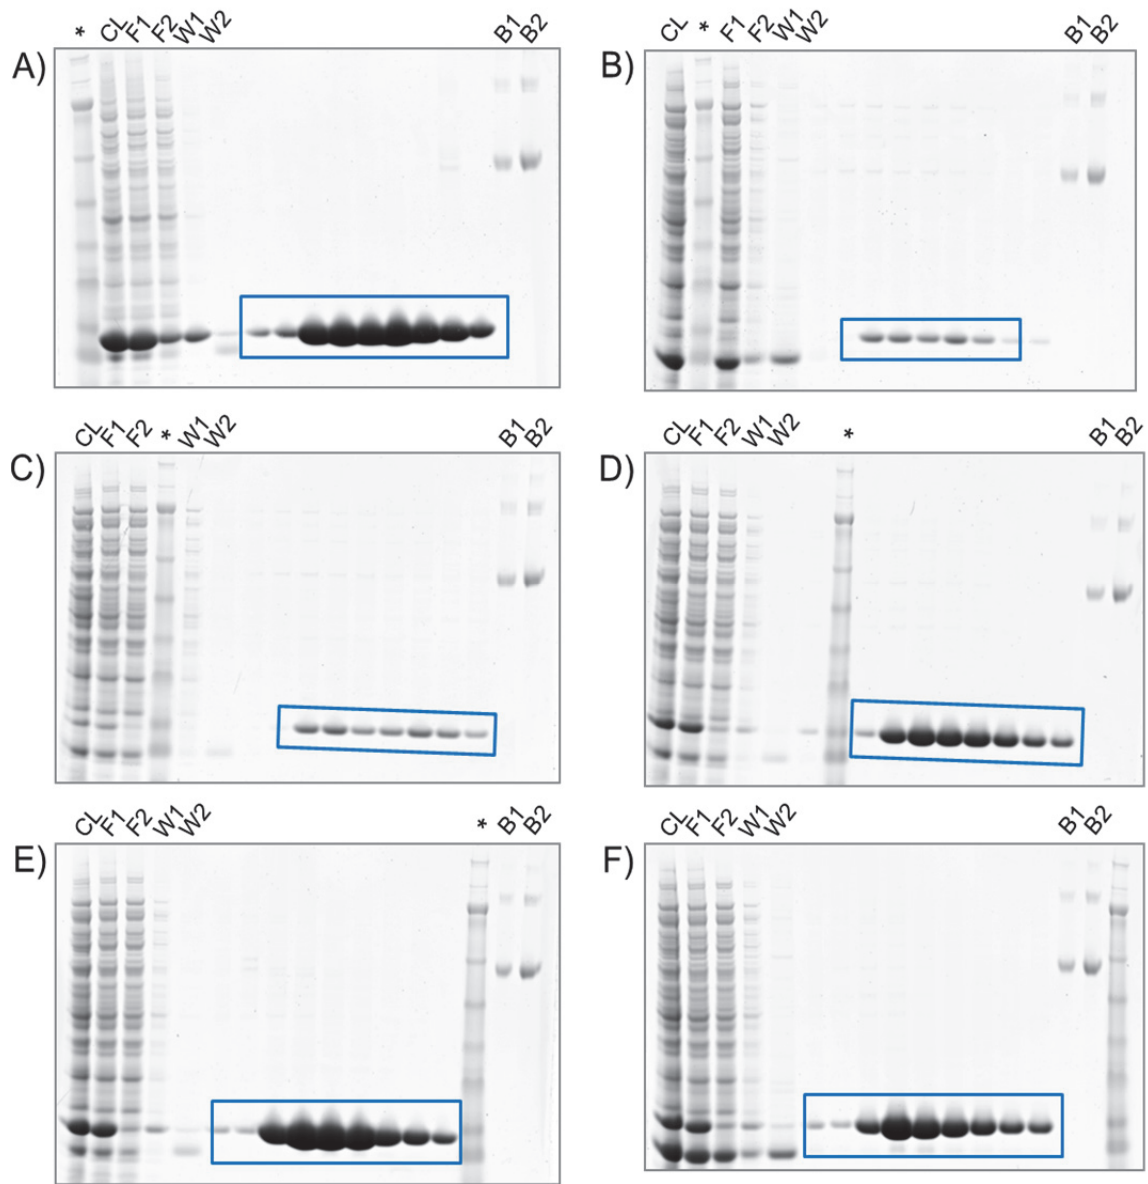 A) * CL F1 F2 W1 W2 B1 B2
B) CL * F1 F2 W1 W2 B1 B2
C) CL F1 F2 * W1 W2 B1 B2
D) CL F1 F2 W1 W2 * B1 B2
E) CL F1 F2 W1 W2 * B1 B2
F) CL F1 F2 W1 W2 B1 B2